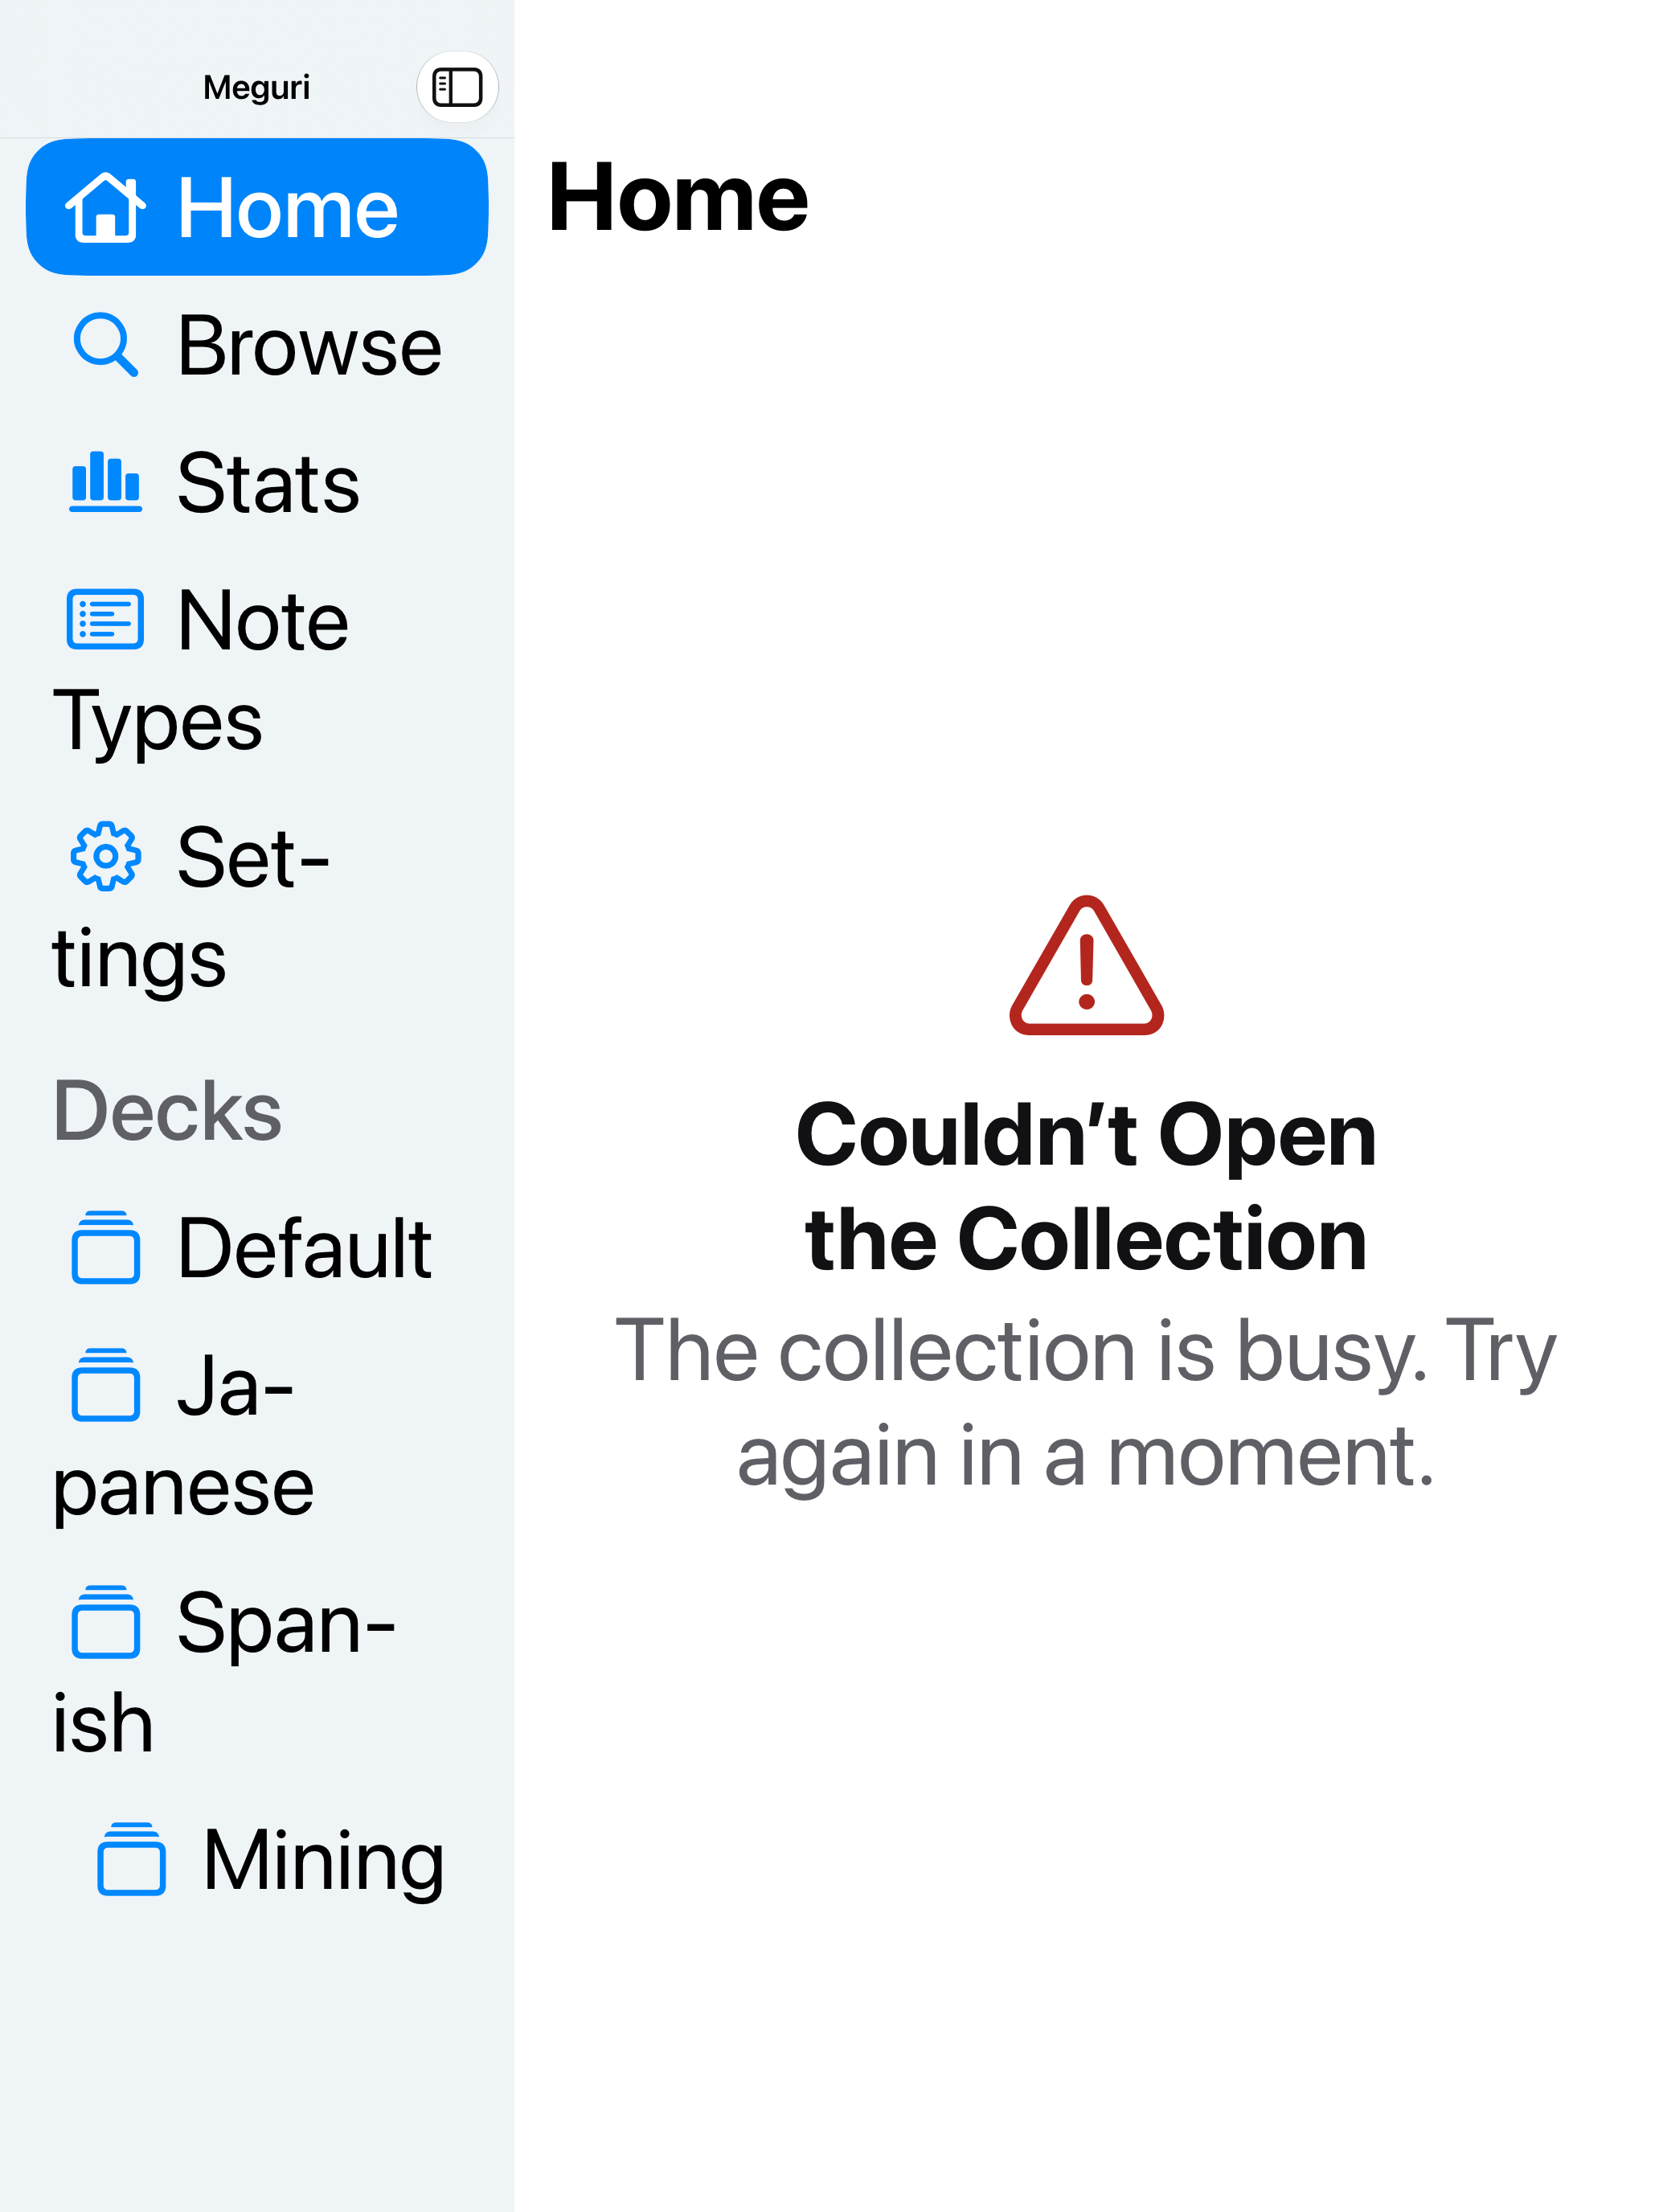 Meguri
Home
Browse
Stats
Note
Types
Set-
tings
Decks
Default
Ja-
panese
Span-
ish
Mining
Home
Couldn’t Open
the Collection
The collection is busy. Try
again in a moment.